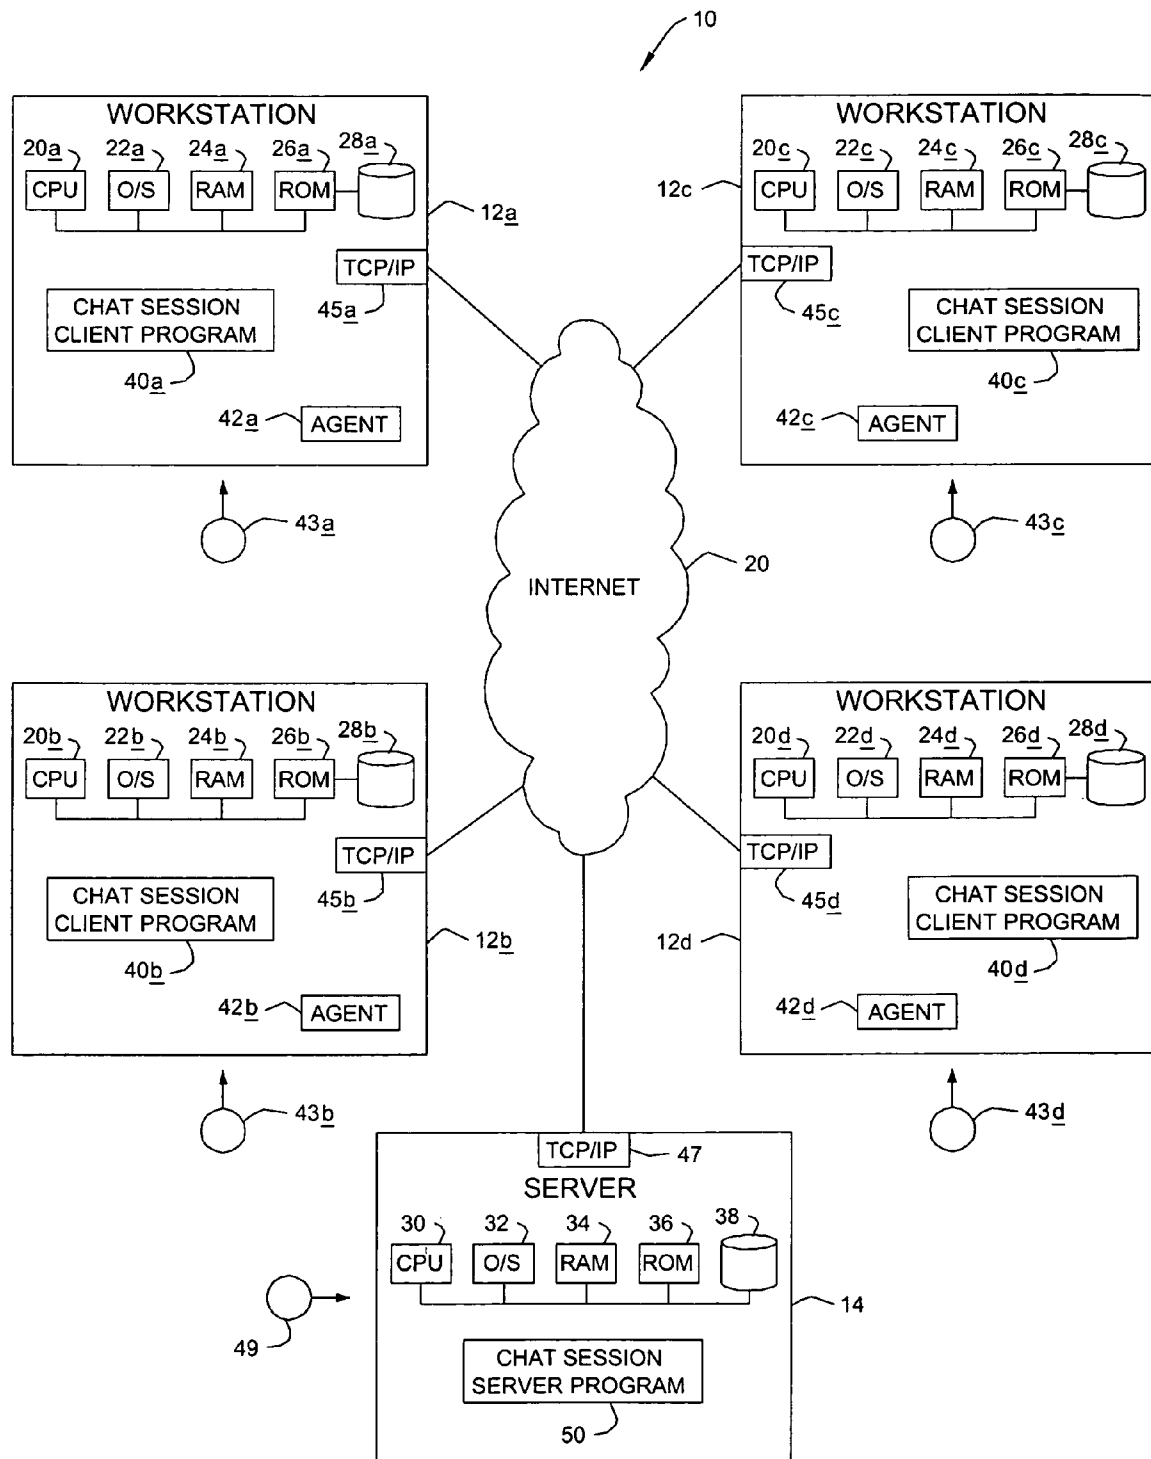 10
WORKSTATION
20a 22a 24a 26a 28a
CPU O/S RAM ROM
12a
TCP/IP
45a
CHAT SESSION
CLIENT PROGRAM
40a
42a AGENT
43a
WORKSTATION
20c 22c 24c 26c 28c
CPU O/S RAM ROM
12c
TCP/IP
45c
CHAT SESSION
CLIENT PROGRAM
40c
42c AGENT
43c
INTERNET
20
WORKSTATION
20b 22b 24b 26b 28b
CPU O/S RAM ROM
TCP/IP
45b
CHAT SESSION
CLIENT PROGRAM
12b
40b
42b AGENT
43b
WORKSTATION
20d 22d 24d 26d 28d
CPU O/S RAM ROM
TCP/IP
45d
CHAT SESSION
CLIENT PROGRAM
12d
40d
42d AGENT
43d
TCP/IP 47
SERVER
30 32 34 36 38
CPU O/S RAM ROM
14
49
CHAT SESSION
SERVER PROGRAM
50